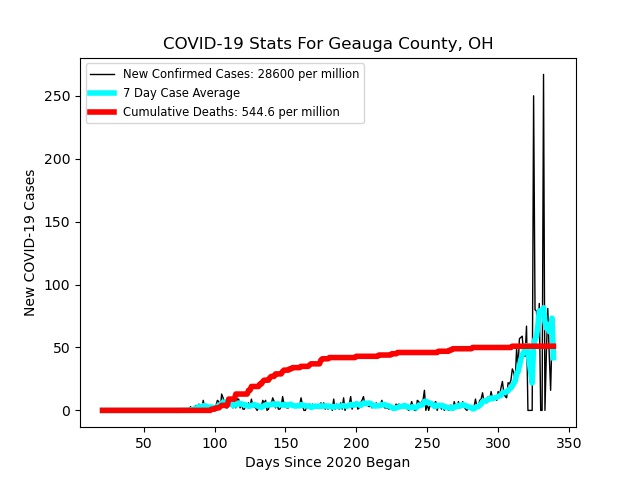 COVID-19 Stats For Geauga County, OH
New Confirmed Cases: 28600 per million
7 Day Case Average
Cumulative Deaths: 544.6 per million
New COVID-19 Cases
250
200
150
100
50
0
50 100 150 200 250 300 350
Days Since 2020 Began